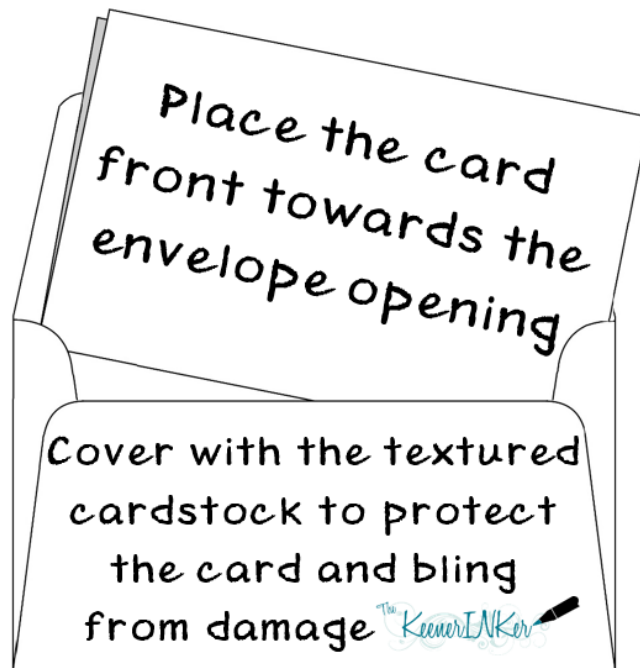 Place the card
front towards the
envelope opening
Cover with the textured
cardstock to protect
the card and bling
from damage The KeenerINKer